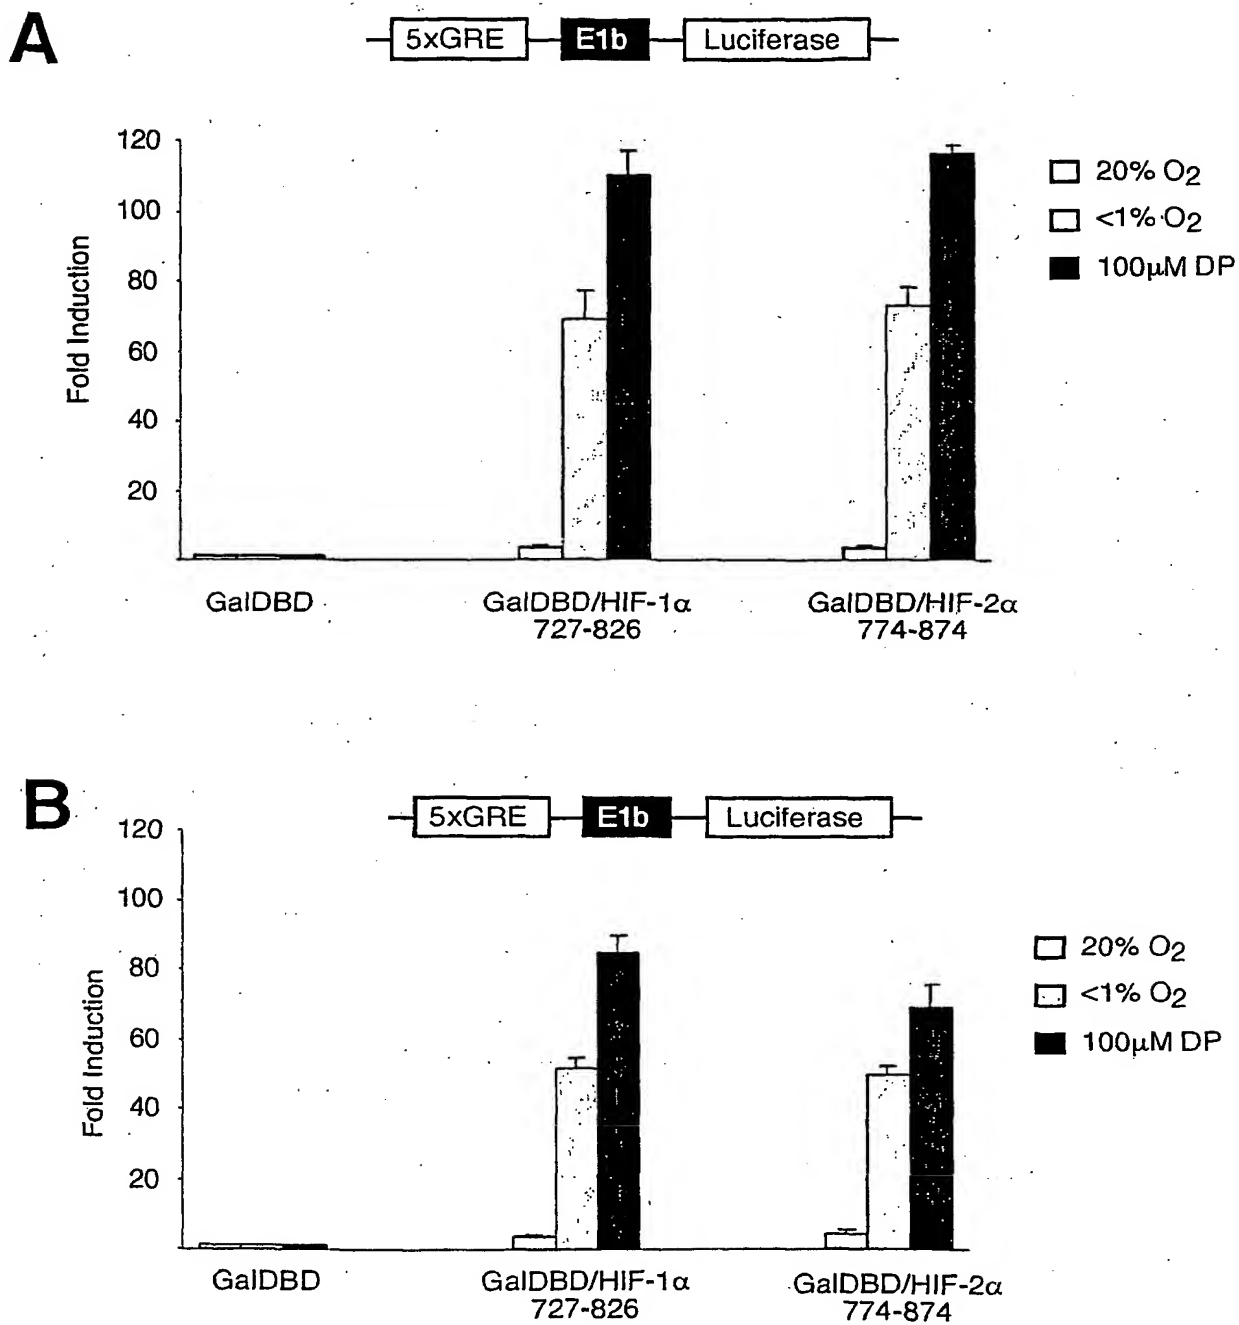 A
5xGRE E1b Luciferase
120
100
80
60
40
20
Fold Induction
20% O2
<1% O2
100µM DP
GalDBD GalDBD/HIF-1α GalDBD/HIF-2α
727-826 774-874
B
5xGRE E1b Luciferase
120
100
80
60
40
20
Fold Induction
20% O2
<1% O2
100µM DP
GalDBD GalDBD/HIF-1α GalDBD/HIF-2α
727-826 774-874